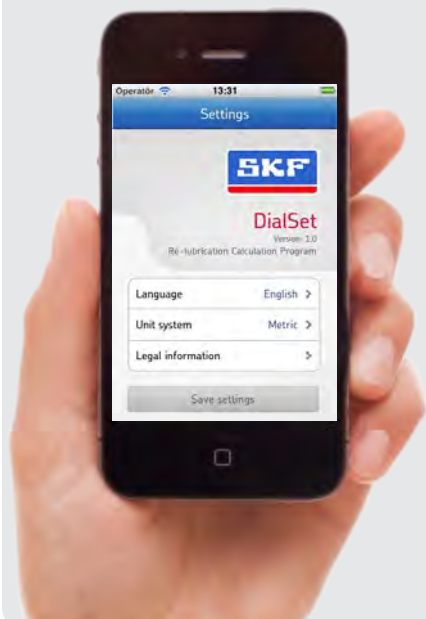 Operatör 13:31
Settings
SKF
DialSet
Version 1.0
Re-lubrication Calculation Program
Language English >
Unit system Metric >
Legal information >
Save settings